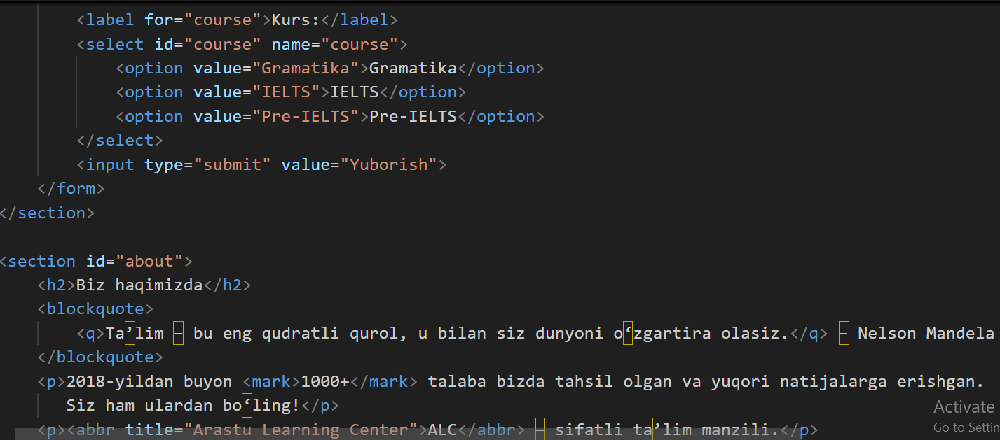 <label for="course">Kurs:</label>
<select id="course" name="course">
<option value="Gramatika">Gramatika</option>
<option value="IELTS">IELTS</option>
<option value="Pre-IELTS">Pre-IELTS</option>
</select>
<input type="submit" value="Yuborish">
</form>
</section>
<section id="about">
<h2>Biz haqimizda</h2>
<blockquote>
<q>Ta’lim – bu eng qudratli qurol, u bilan siz dunyoni o‘zgartira olasiz.</q> – Nelson Mandela
</blockquote>
<p>2018-yildan buyon <mark>1000+</mark> talaba bizda tahsil olgan va yuqori natijalarga erishgan.
Siz ham ulardan bo‘ling!</p>
<p><abbr title="Arastu Learning Center">ALC</abbr> – sifatli ta’lim manzili.</p>
Activate
Go to Settin